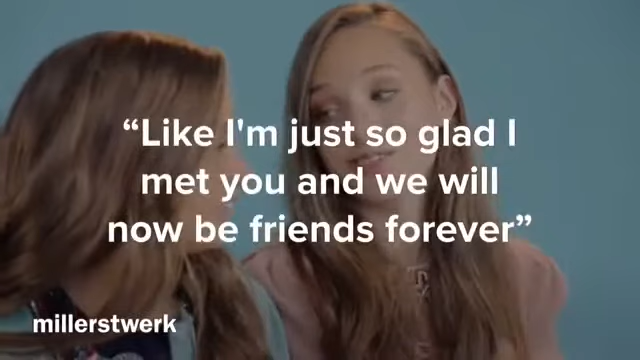 “Like I'm just so glad I
met you and we will
now be friends forever”
millerstwerk